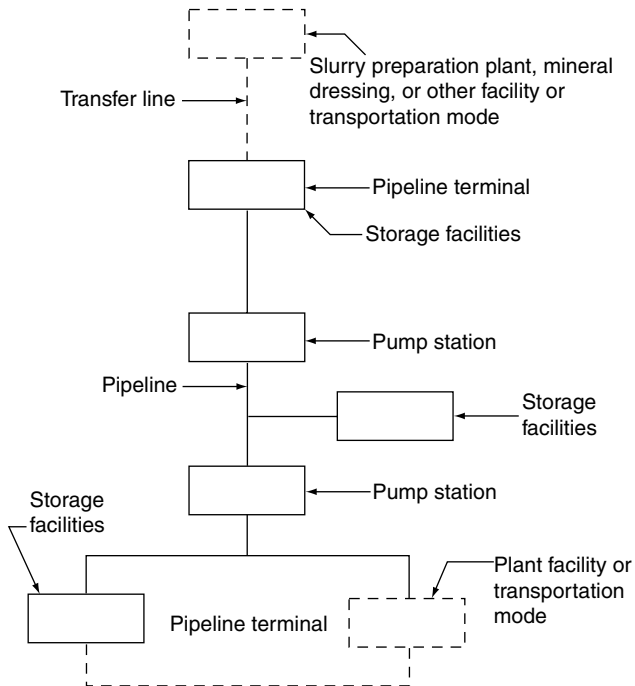 Slurry preparation plant, mineral
dressing, or other facility or
transportation mode
Transfer line
Pipeline terminal
Storage facilities
Pump station
Pipeline
Storage
facilities
Pump station
Storage
facilities
Plant facility or
transportation
mode
Pipeline terminal